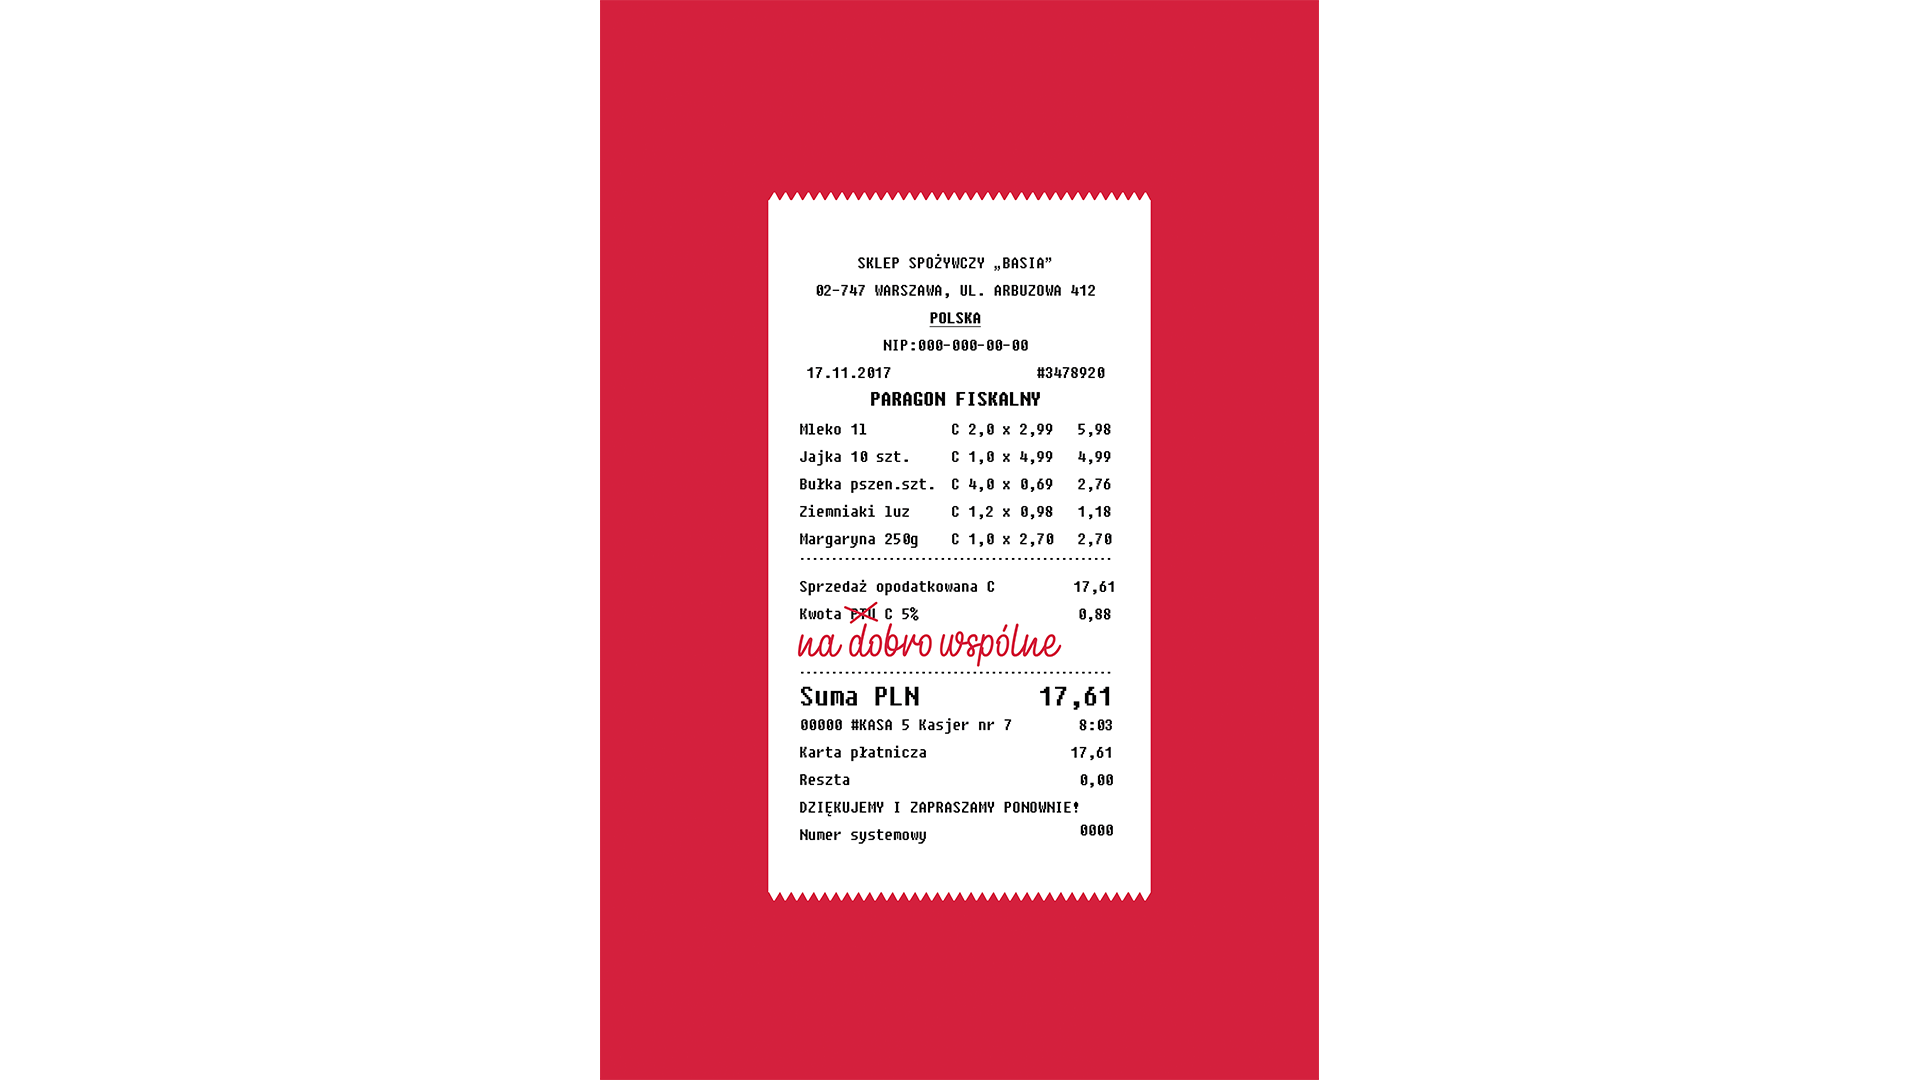 SKLEP SPOŻYWCZY „BASIA”
02-747 WARSZAWA, UL. ARBUZOWA 412
POLSKA
NIP:000-000-00-00
17.11.2017 #3478920
PARAGON FISKALNY
Mleko 1l C 2,0 x 2,99 5,98
Jajka 10 szt. C 1,0 x 4,99 4,99
Bułka pszen.szt. C 4,0 x 0,69 2,76
Ziemniaki luz C 1,2 x 0,98 1,18
Margaryna 250g C 1,0 x 2,70 2,70
Sprzedaż opodatkowana C 17,61
Kwota PTU C 5% 0,88
na dobro wspólne
Suma PLN 17,61
00000 #KASA 5 Kasjer nr 7 8:03
Karta płatnicza 17,61
Reszta 0,00
DZIĘKUJEMY I ZAPRASZAMY PONOWNIE!
Numer systemowy 0000